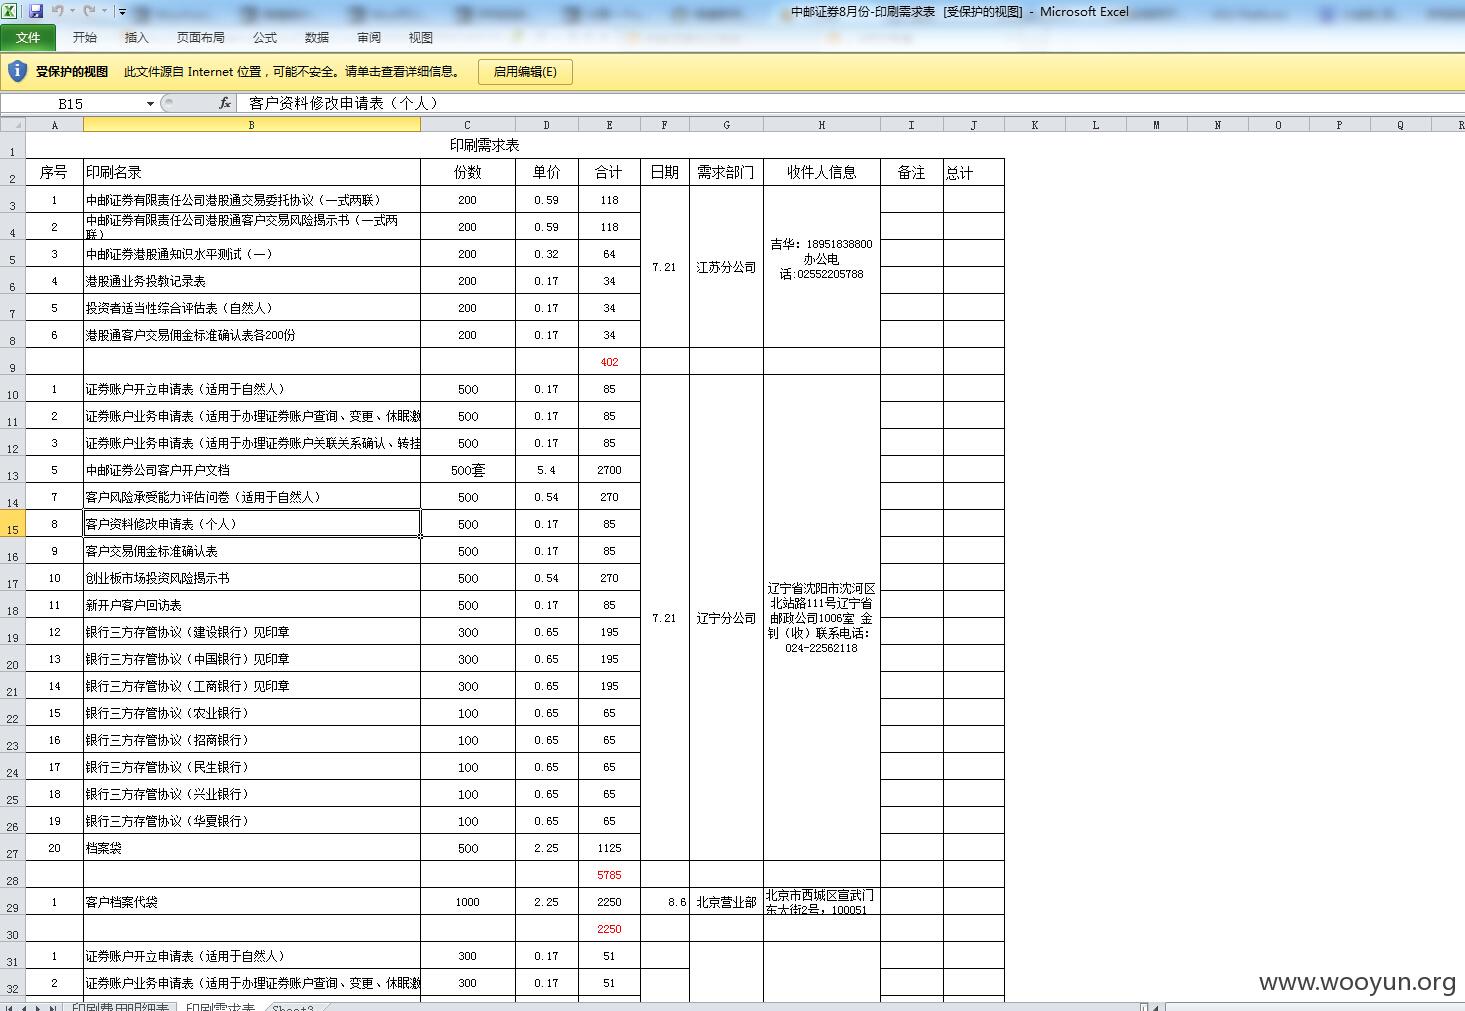 中邮证券8月份-印刷需求表 [受保护的视图] - Microsoft Excel
文件 开始 插入 页面布局 公式 数据 审阅 视图
受保护的视图 此文件源自 Internet 位置，可能不安全。请单击查看详细信息。 启用编辑(E)
B15 fx 客户资料修改申请表（个人）
A B C D E F G H I J K L M N O P Q R
1 印刷需求表
2 序号 印刷名录 份数 单价 合计 日期 需求部门 收件人信息 备注 总计
3 1 中邮证券有限责任公司港股通交易委托协议（一式两联） 200 0.59 118
4 2 中邮证券有限责任公司港股通客户交易风险揭示书（一式两
联） 200 0.59 118
5 3 中邮证券港股通知识水平测试（一） 200 0.32 64
6 4 港股通业务投教记录表 200 0.17 34
7 5 投资者适当性综合评估表（自然人） 200 0.17 34
8 6 港股通客户交易佣金标准确认表各200份 200 0.17 34
7.21 江苏分公司
吉华：18951838800
办公电
话:02552205788
9 402
10 1 证券账户开立申请表（适用于自然人） 500 0.17 85
11 2 证券账户业务申请表（适用于办理证券账户查询、变更、休眠激 500 0.17 85
12 3 证券账户业务申请表（适用于办理证券账户关联关系确认、转挂 500 0.17 85
13 5 中邮证券公司客户开户文档 500套 5.4 2700
14 7 客户风险承受能力评估问卷（适用于自然人） 500 0.54 270
15 8 客户资料修改申请表（个人） 500 0.17 85
16 9 客户交易佣金标准确认表 500 0.17 85
17 10 创业板市场投资风险揭示书 500 0.54 270
18 11 新开户客户回访表 500 0.17 85
19 12 银行三方存管协议（建设银行）见印章 300 0.65 195
20 13 银行三方存管协议（中国银行）见印章 300 0.65 195
21 14 银行三方存管协议（工商银行）见印章 300 0.65 195
22 15 银行三方存管协议（农业银行） 100 0.65 65
23 16 银行三方存管协议（招商银行） 100 0.65 65
24 17 银行三方存管协议（民生银行） 100 0.65 65
25 18 银行三方存管协议（兴业银行） 100 0.65 65
26 19 银行三方存管协议（华夏银行） 100 0.65 65
27 20 档案袋 500 2.25 1125
7.21 辽宁分公司
辽宁省沈阳市沈河区
北站路111号辽宁省
邮政公司1006室 金
钊（收）联系电话：
024-22562118
28 5785
29 1 客户档案代袋 1000 2.25 2250 8.6 北京营业部 北京市西城区宣武门
东大街2号，100051
30 2250
31 1 证券账户开立申请表（适用于自然人） 300 0.17 51
32 2 证券账户业务申请表（适用于办理证券账户查询、变更、休眠激 300 0.17 51
www.wooyun.org
印刷费用明细表 印刷需求表 Sheet3